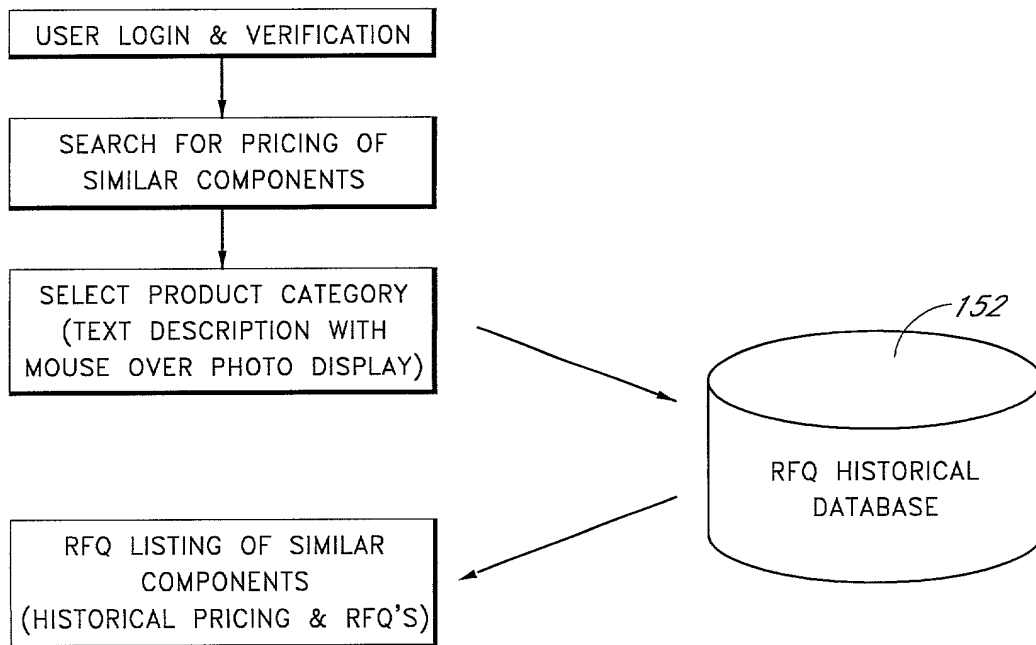 USER LOGIN & VERIFICATION
SEARCH FOR PRICING OF
SIMILAR COMPONENTS
SELECT PRODUCT CATEGORY
(TEXT DESCRIPTION WITH
MOUSE OVER PHOTO DISPLAY)
152
RFQ HISTORICAL
DATABASE
RFQ LISTING OF SIMILAR
COMPONENTS
(HISTORICAL PRICING & RFQ'S)